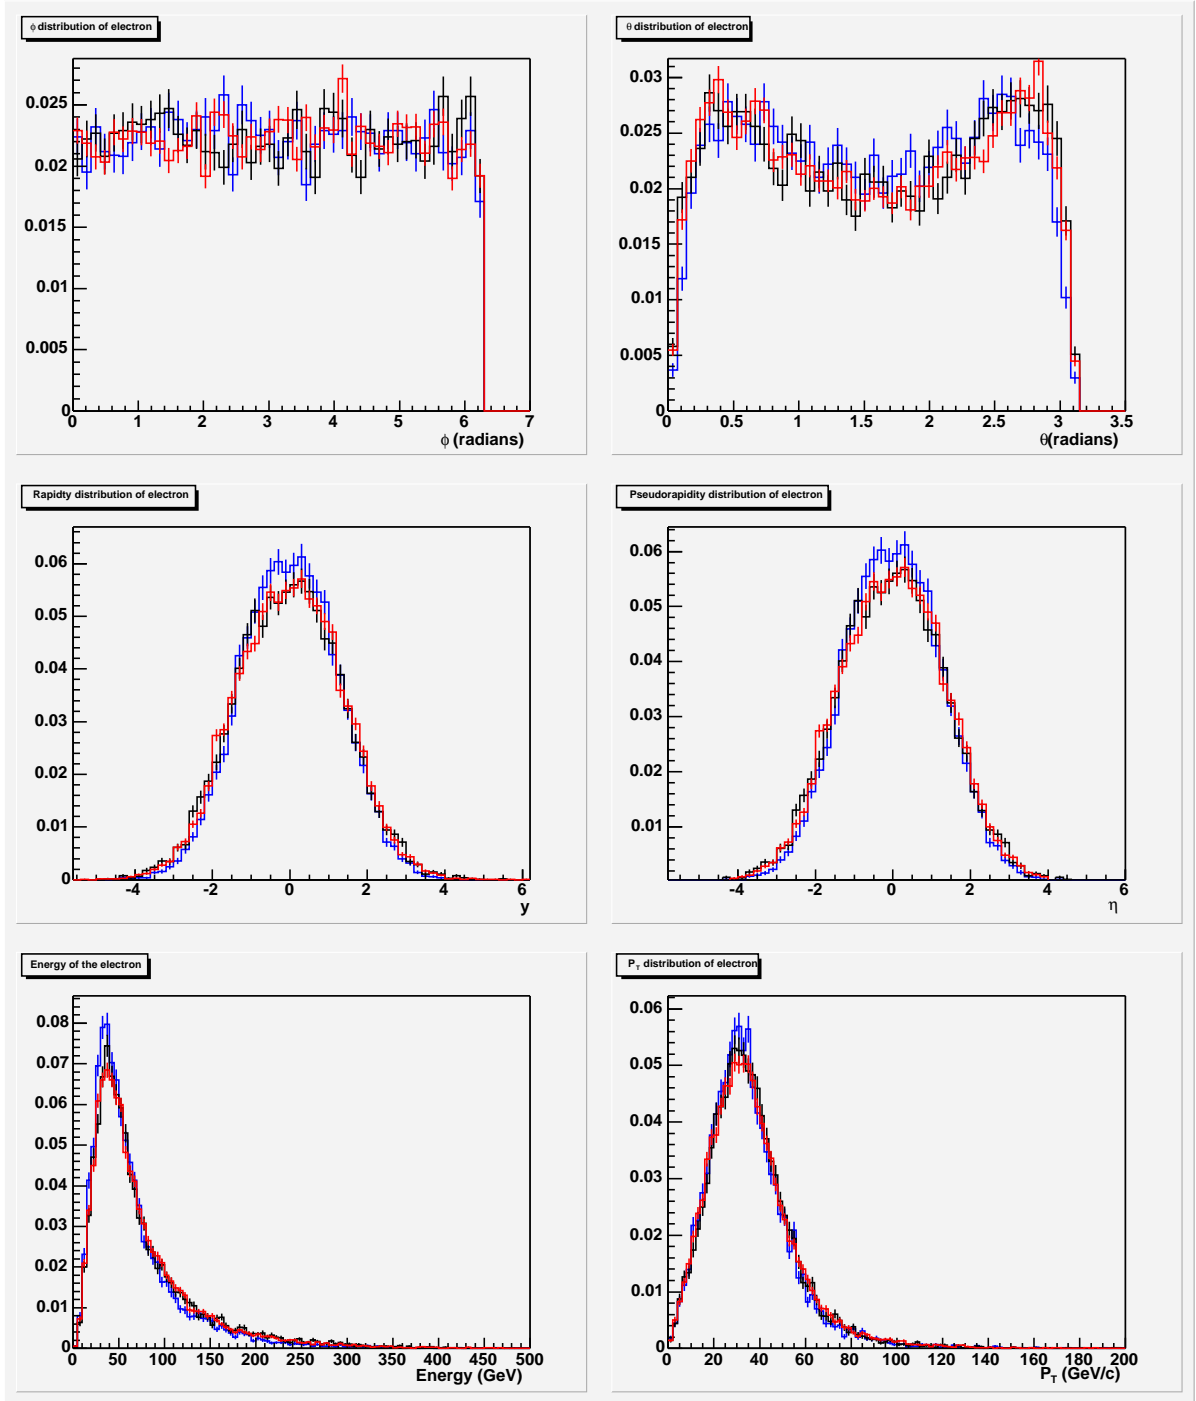 ϕ distribution of electron
0.025
0.02
0.015
0.01
0.005
0
0 1 2 3 4 5 6 7
ϕ (radians)
θ distribution of electron
0.03
0.025
0.02
0.015
0.01
0.005
0
0 0.5 1 1.5 2 2.5 3 3.5
θ(radians)
Rapidty distribution of electron
0.06
0.05
0.04
0.03
0.02
0.01
0
-4 -2 0 2 4 6
y
Pseudorapidity distribution of electron
0.06
0.05
0.04
0.03
0.02
0.01
-4 -2 0 2 4 6
η
Energy of the electron
0.08
0.07
0.06
0.05
0.04
0.03
0.02
0.01
0
0 50 100 150 200 250 300 350 400 450 500
Energy (GeV)
P_T distribution of electron
0.06
0.05
0.04
0.03
0.02
0.01
0
0 20 40 60 80 100 120 140 160 180 200
P_T (GeV/c)